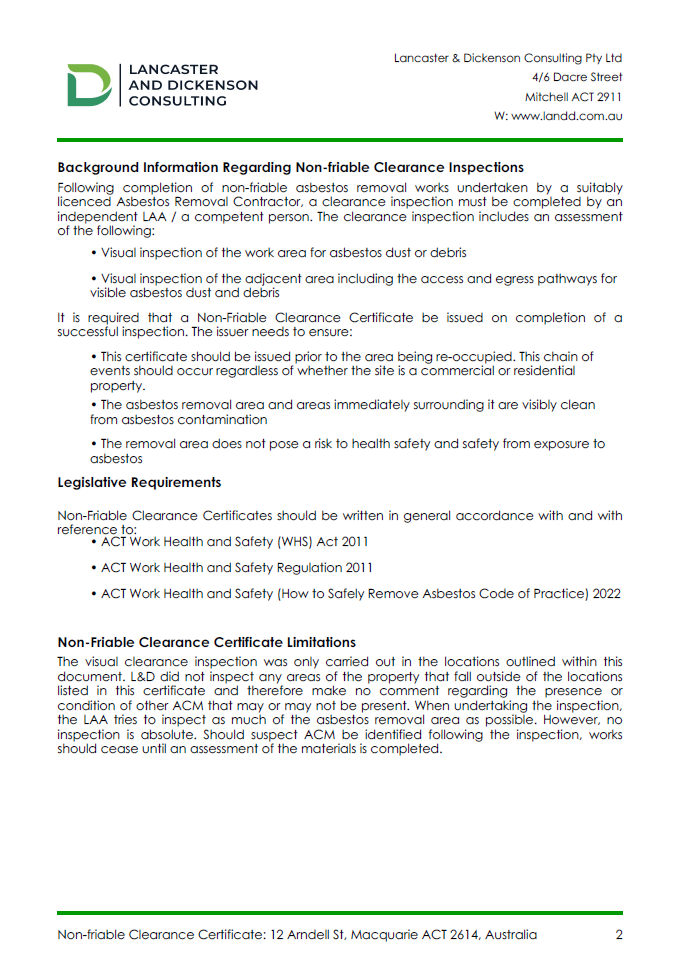 LANCASTER
AND DICKENSON
CONSULTING
Lancaster & Dickenson Consulting Pty Ltd
4/6 Dacre Street
Mitchell ACT 2911
W: www.landd.com.au
Background Information Regarding Non-friable Clearance Inspections
Following completion of non-friable asbestos removal works undertaken by a suitably
licenced Asbestos Removal Contractor, a clearance inspection must be completed by an
independent LAA / a competent person. The clearance inspection includes an assessment
of the following:
• Visual inspection of the work area for asbestos dust or debris
• Visual inspection of the adjacent area including the access and egress pathways for
visible asbestos dust and debris
It is required that a Non-Friable Clearance Certificate be issued on completion of a
successful inspection. The issuer needs to ensure:
• This certificate should be issued prior to the area being re-occupied. This chain of
events should occur regardless of whether the site is a commercial or residential
property.
• The asbestos removal area and areas immediately surrounding it are visibly clean
from asbestos contamination
• The removal area does not pose a risk to health safety and safety from exposure to
asbestos
Legislative Requirements
Non-Friable Clearance Certificates should be written in general accordance with and with
reference to:
• ACT Work Health and Safety (WHS) Act 2011
• ACT Work Health and Safety Regulation 2011
• ACT Work Health and Safety (How to Safely Remove Asbestos Code of Practice) 2022
Non-Friable Clearance Certificate Limitations
The visual clearance inspection was only carried out in the locations outlined within this
document. L&D did not inspect any areas of the property that fall outside of the locations
listed in this certificate and therefore make no comment regarding the presence or
condition of other ACM that may or may not be present. When undertaking the inspection,
the LAA tries to inspect as much of the asbestos removal area as possible. However, no
inspection is absolute. Should suspect ACM be identified following the inspection, works
should cease until an assessment of the materials is completed.
Non-friable Clearance Certificate: 12 Arndell St, Macquarie ACT 2614, Australia
2